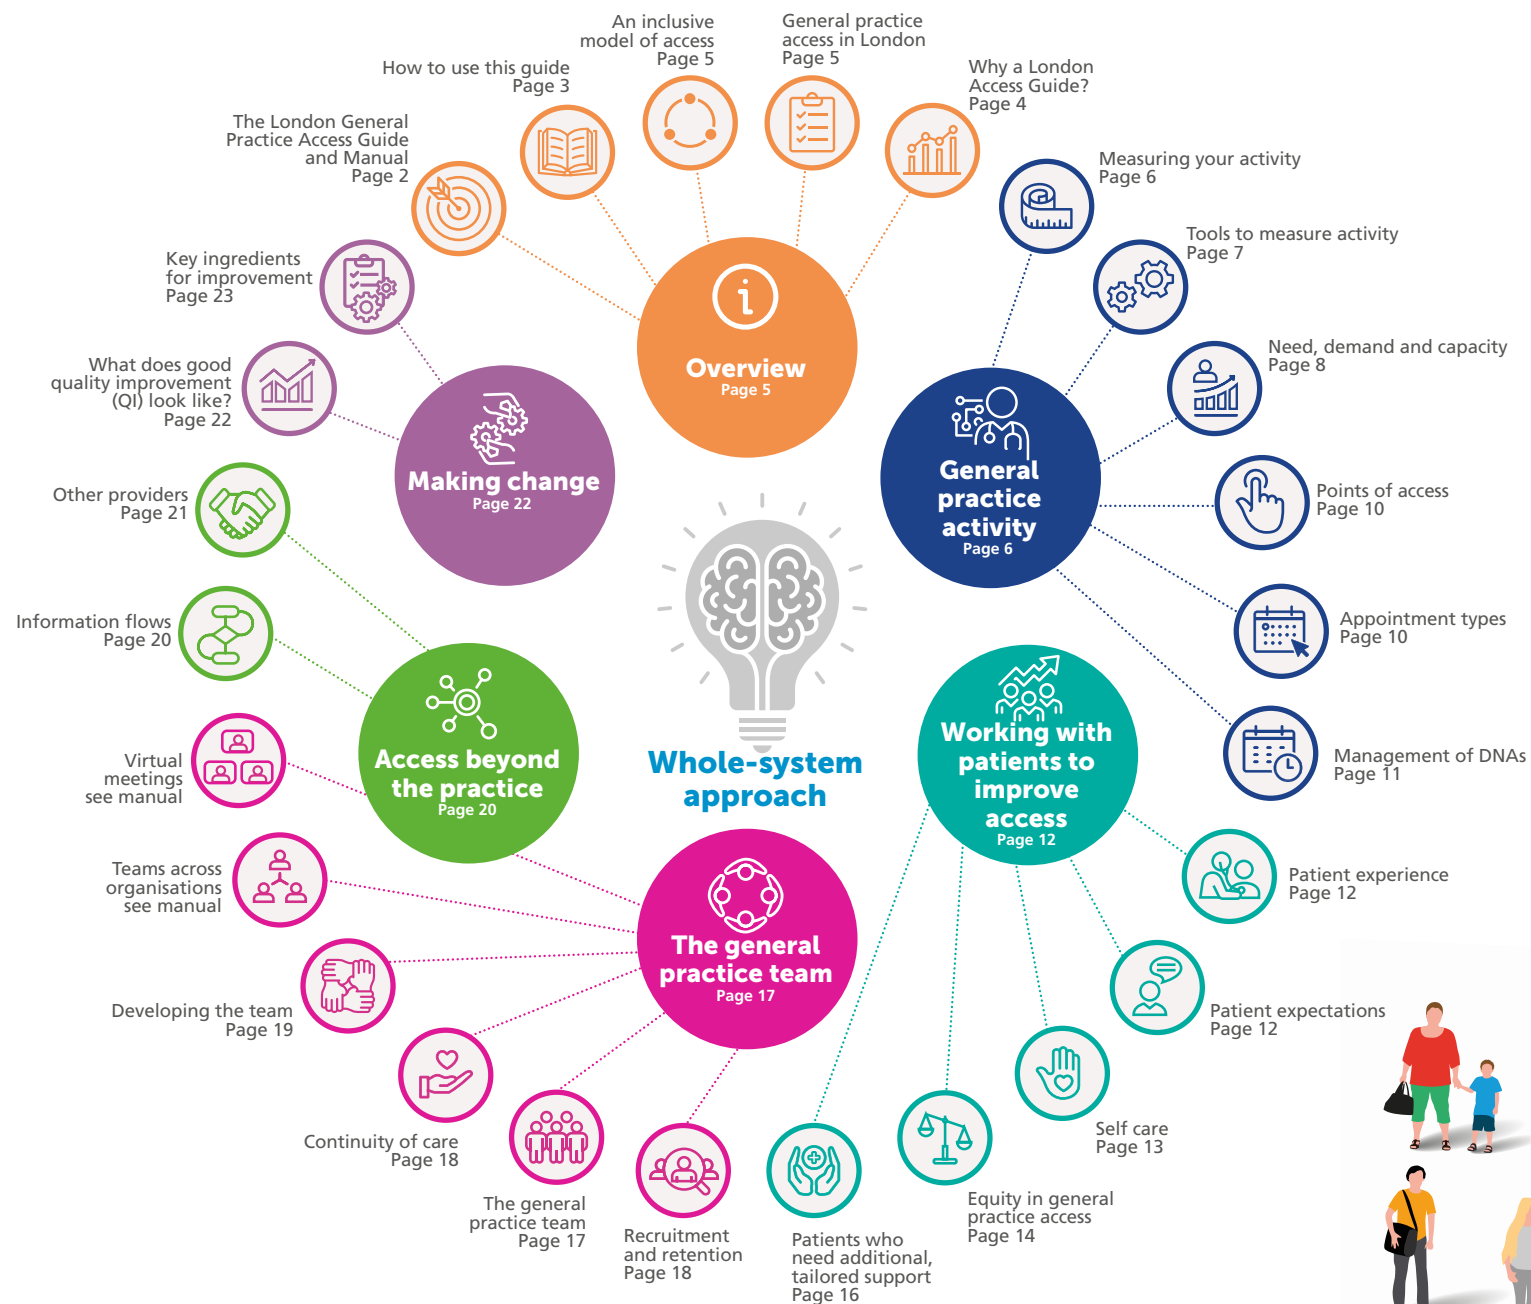 An inclusive
model of access
Page 5
General practice
access in London
Page 5
How to use this guide
Page 3
Why a London
Access Guide?
Page 4
The London General
Practice Access Guide
and Manual
Page 2
Measuring your activity
Page 6
Tools to measure activity
Page 7
Key ingredients
for improvement
Page 23
Overview
Page 5
Need, demand and capacity
Page 8
What does good
quality improvement
(QI) look like?
Page 22
Making change
Page 22
General
practice
activity
Page 6
Points of access
Page 10
Other providers
Page 21
Appointment types
Page 10
Information flows
Page 20
Management of DNAs
Page 11
Virtual
meetings
see manual
Access beyond
the practice
Page 20
Whole-system
approach
Working with
patients to
improve
access
Page 12
Patient experience
Page 12
Teams across
organisations
see manual
The general
practice team
Page 17
Patient expectations
Page 12
Developing the team
Page 19
Self care
Page 13
Continuity of care
Page 18
Equity in general
practice access
Page 14
The general
practice team
Page 17
Recruitment
and retention
Page 18
Patients who
need additional,
tailored support
Page 16